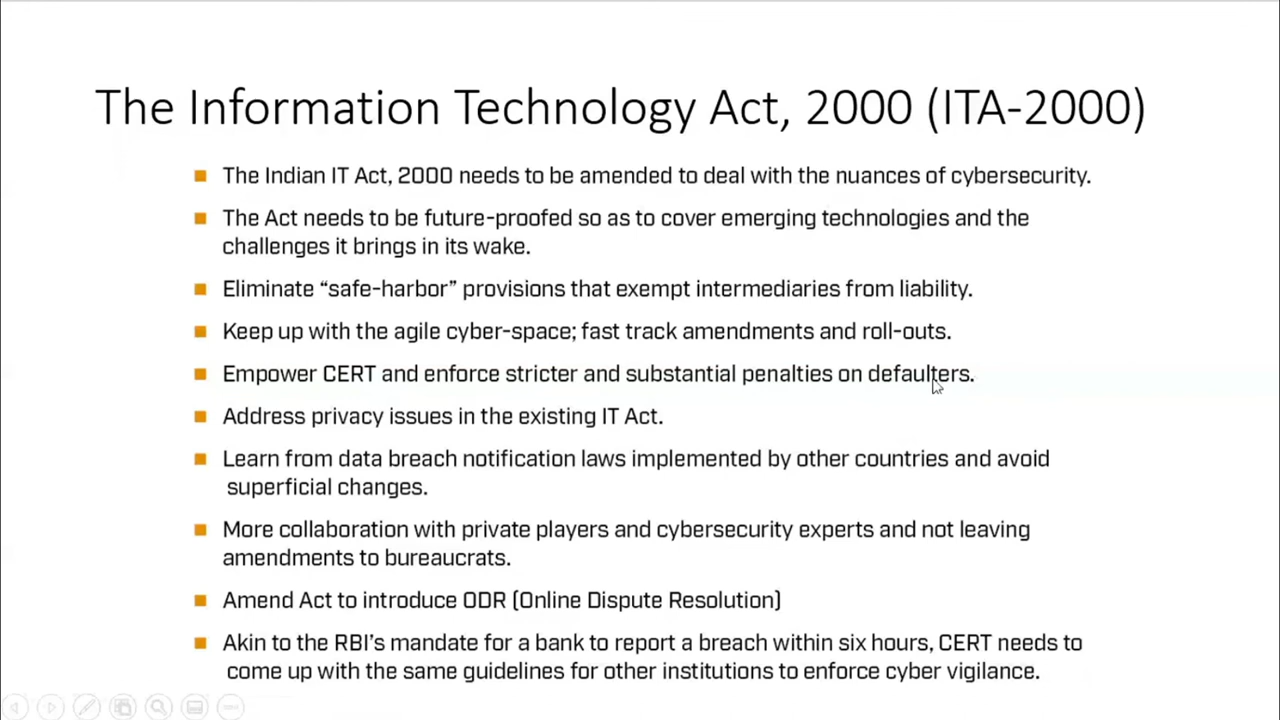 The Information Technology Act, 2000 (ITA-2000)
The Indian IT Act, 2000 needs to be amended to deal with the nuances of cybersecurity.
The Act needs to be future-proofed so as to cover emerging technologies and the
challenges it brings in its wake.
Eliminate “safe-harbor” provisions that exempt intermediaries from liability.
Keep up with the agile cyber-space; fast track amendments and roll-outs.
Empower CERT and enforce stricter and substantial penalties on defaulters.
Address privacy issues in the existing IT Act.
Learn from data breach notification laws implemented by other countries and avoid
superficial changes.
More collaboration with private players and cybersecurity experts and not leaving
amendments to bureaucrats.
Amend Act to introduce ODR (Online Dispute Resolution)
Akin to the RBI’s mandate for a bank to report a breach within six hours, CERT needs to
come up with the same guidelines for other institutions to enforce cyber vigilance.